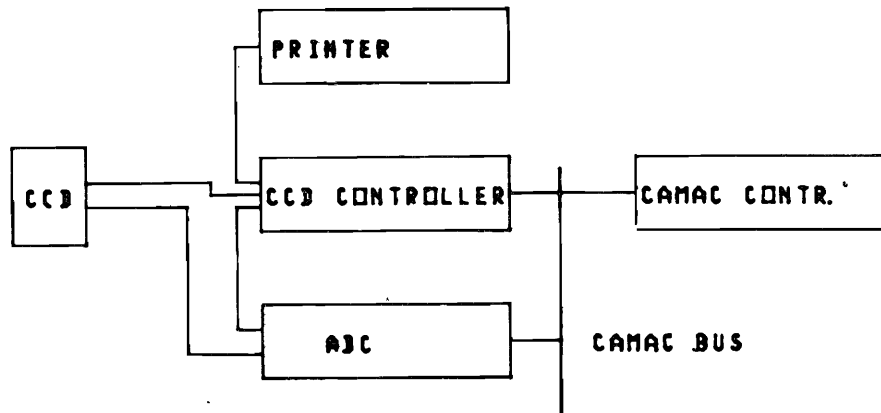 PRINTER
CCD
CCD CONTROLLER
CAMAC CONTR.
ADC
CAMAC BUS